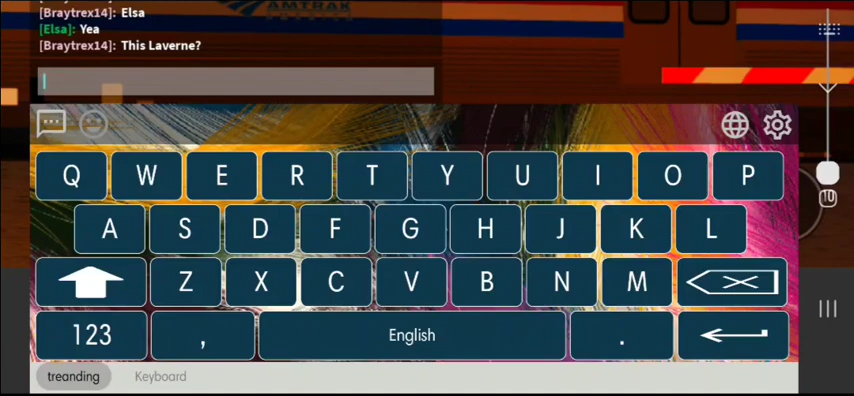 AMTRAK
[Braytrex14]: Elsa
[Elsa]: Yea
[Braytrex14]: This Laverne?
Q W E R T Y U I O P
A S D F G H J K L
Z X C V B N M
123 , English .
treanding Keyboard